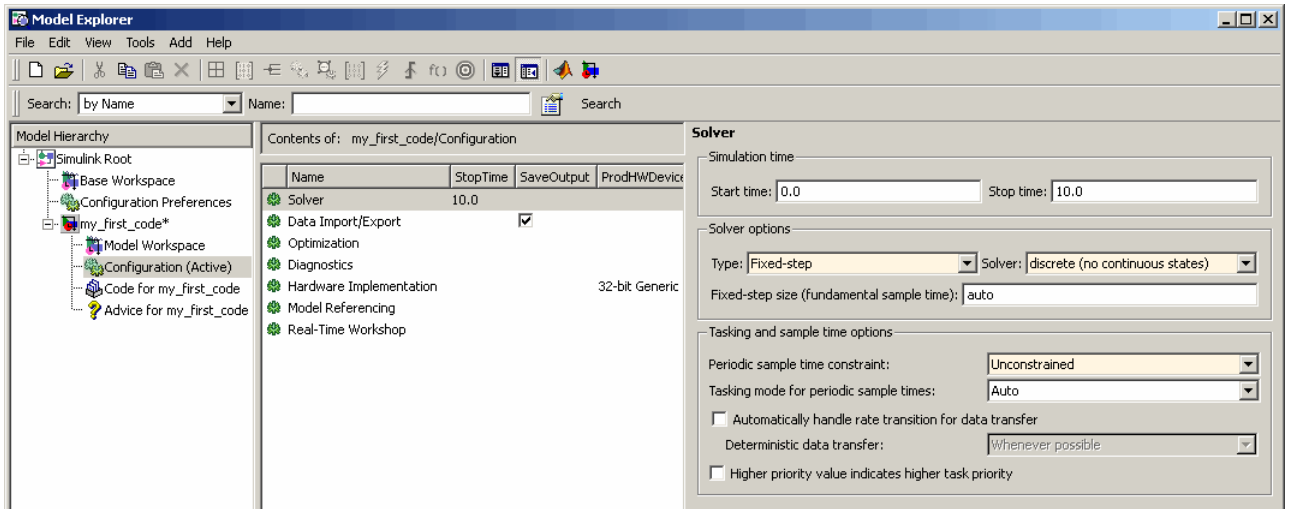 Model Explorer
File Edit View Tools Add Help
f()
Search: by Name Name: Search
Model Hierarchy
Simulink Root
Base Workspace
Configuration Preferences
my_first_code*
Model Workspace
Configuration (Active)
Code for my_first_code
Advice for my_first_code
Contents of: my_first_code/Configuration
Name StopTime SaveOutput ProdHWDevice
Solver 10.0
Data Import/Export
Optimization
Diagnostics
Hardware Implementation 32-bit Generic
Model Referencing
Real-Time Workshop
Solver
Simulation time
Start time: 0.0 Stop time: 10.0
Solver options
Type: Fixed-step Solver: discrete (no continuous states)
Fixed-step size (fundamental sample time): auto
Tasking and sample time options
Periodic sample time constraint: Unconstrained
Tasking mode for periodic sample times: Auto
Automatically handle rate transition for data transfer
Deterministic data transfer: Whenever possible
Higher priority value indicates higher task priority